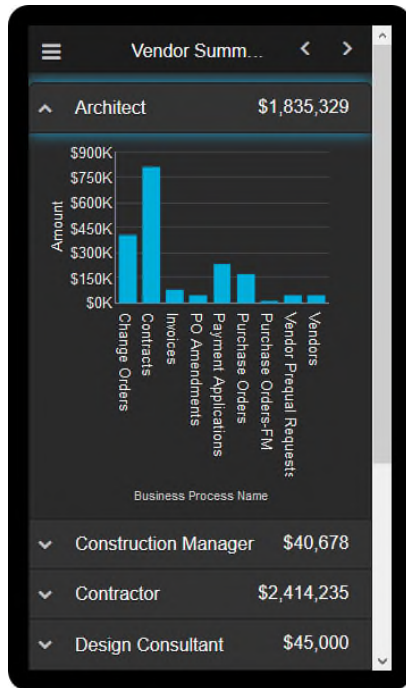 Vendor Summ...
Architect $1,835,329
$900K
$750K
$600K
$450K
$300K
$150K
$0K
Amount
Change Orders
Contracts
Invoices
PO Amendments
Payment Applications
Purchase Orders
Purchase Orders-FM
Vendor Prequal Requests
Vendors
Business Process Name
Construction Manager $40,678
Contractor $2,414,235
Design Consultant $45,000